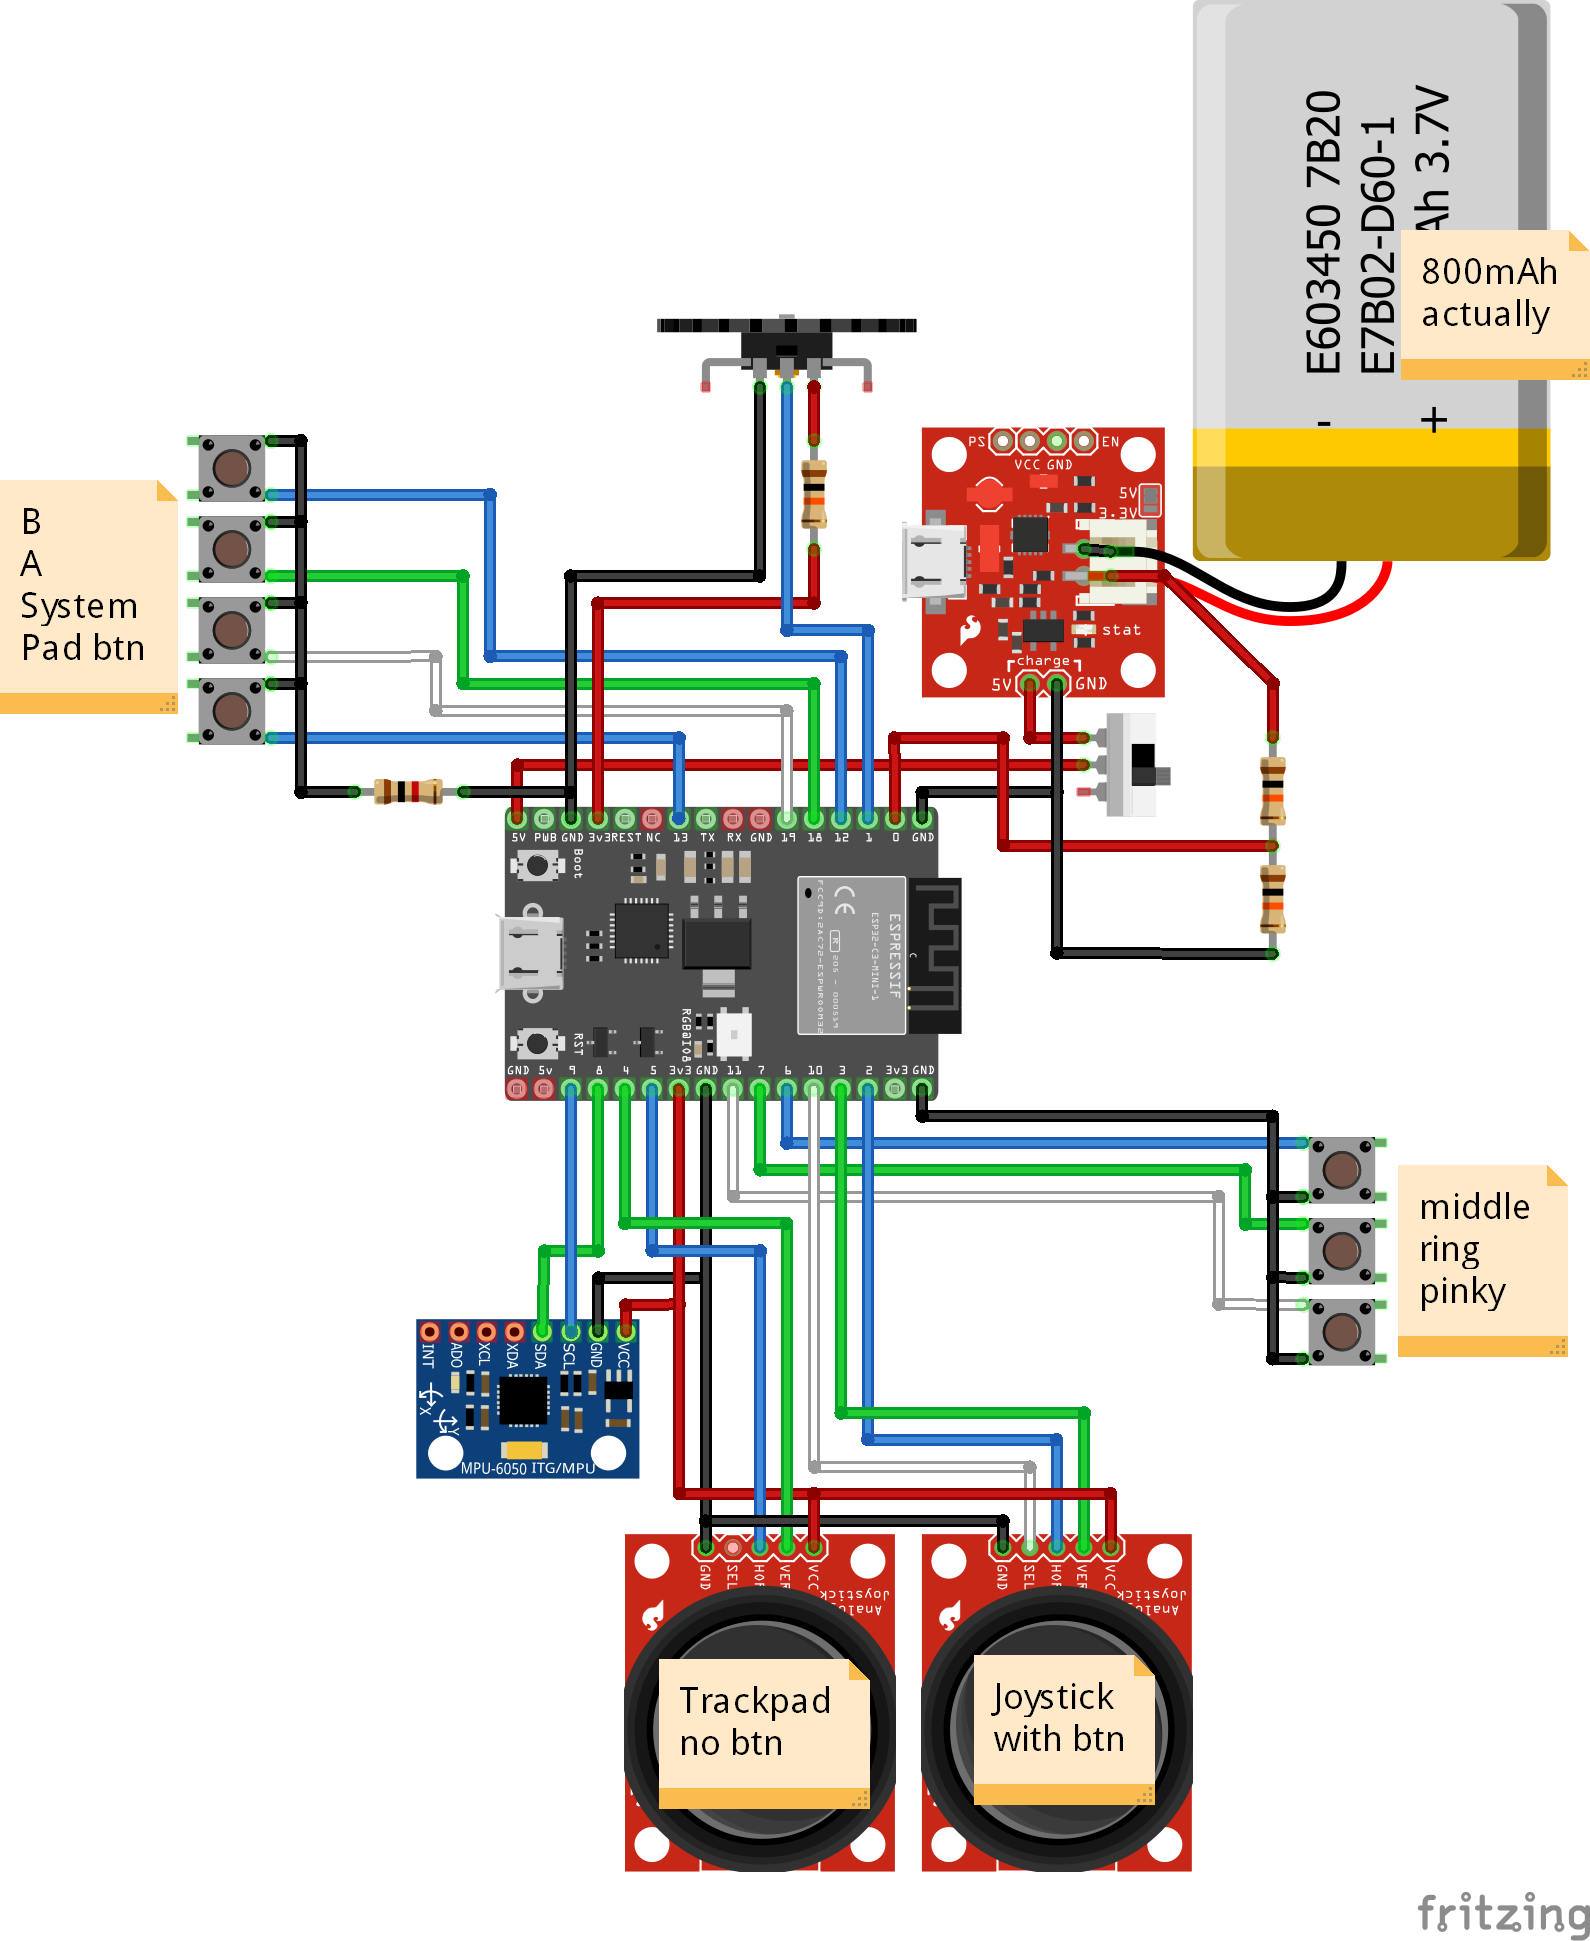 E603450 7B20
E7B02-D60-1
Ah 3.7V
800mAh
actually
- +
PS EN
VCC GND
5V
3.3V
stat
charge
5V GND
B
A
System
Pad btn
5V PWB GND 3v3 REST NC 13 TX RX GND 19 18 12 1 0 GND
Boot
ESPRESSIF
ESP32-C3-MINI-1
CE
R
RST
RGB@IO8
GND 5v 9 8 4 5 3v3 GND 11 7 6 10 3 2 3v3 GND
middle
ring
pinky
INT ADO XCL XDA SDA SCL GND VCC
X
Y
MPU-6050 ITG/MPU
GND SEL HOR VER VCC
Joystick
GND SEL HOR VER VCC
Analog
Joystick
Trackpad
no btn
Joystick
with btn
fritzing